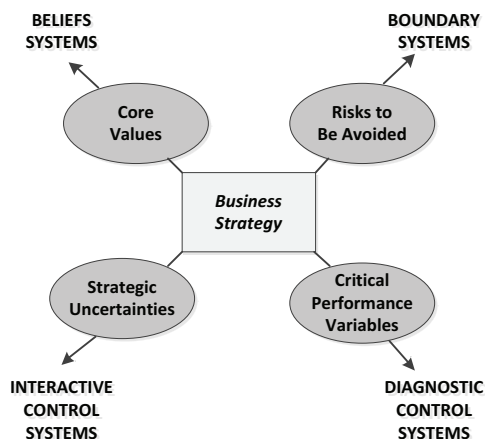 BELIEFS
SYSTEMS
BOUNDARY
SYSTEMS
Core
Values
Risks to
Be Avoided
Business
Strategy
Strategic
Uncertainties
Critical
Performance
Variables
INTERACTIVE
CONTROL
SYSTEMS
DIAGNOSTIC
CONTROL
SYSTEMS